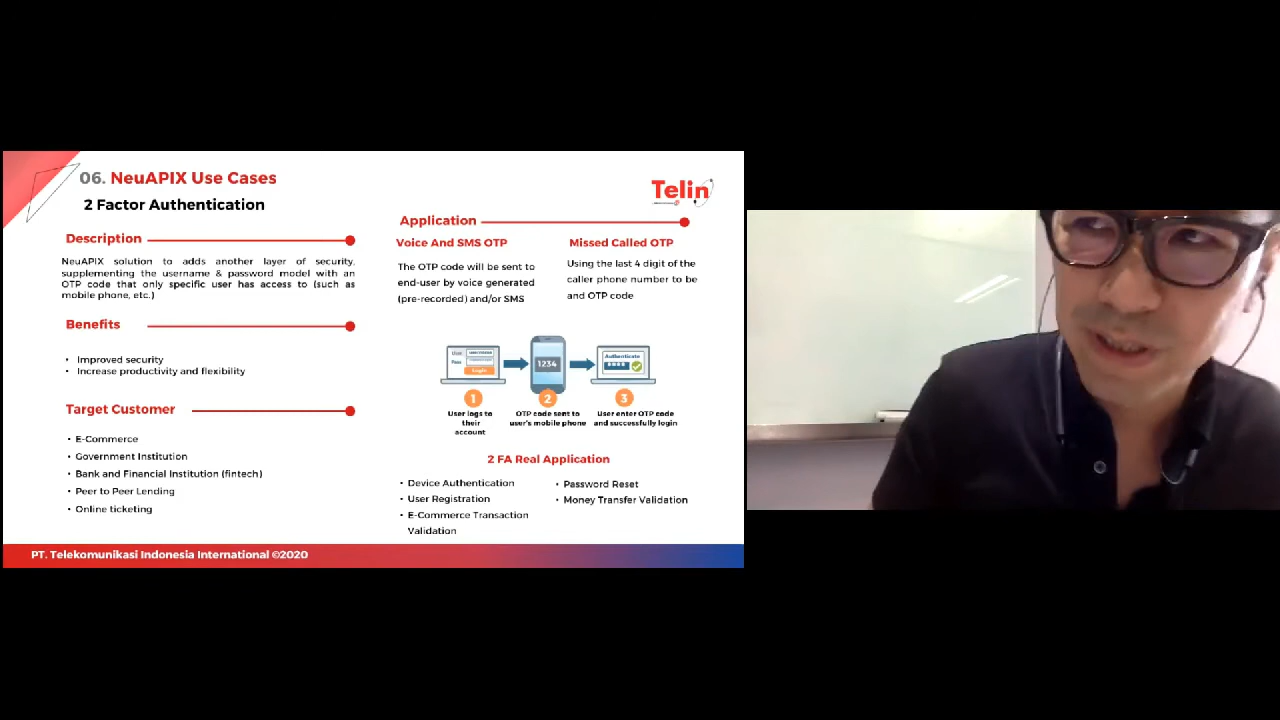 06. NeuAPIX Use Cases
2 Factor Authentication
Telin
Description
NeuAPIX solution to adds another layer of security,
supplementing the username & password model with an
OTP code that only specific user has access to (such as
mobile phone, etc.)
Benefits
• Improved security
• Increase productivity and flexibility
Target Customer
• E-Commerce
• Government Institution
• Bank and Financial Institution (fintech)
• Peer to Peer Lending
• Online ticketing
Application
Voice And SMS OTP
The OTP code will be sent to
end-user by voice generated
(pre-recorded) and/or SMS
Missed Called OTP
Using the last 4 digit of the
caller phone number to be
and OTP code
User
Pass
Login
1234
Authenticate
1
2
3
User logs to
their
account
OTP code sent to
user's mobile phone
User enter OTP code
and successfully login
2 FA Real Application
• Device Authentication
• User Registration
• E-Commerce Transaction
Validation
• Password Reset
• Money Transfer Validation
PT. Telekomunikasi Indonesia International ©2020